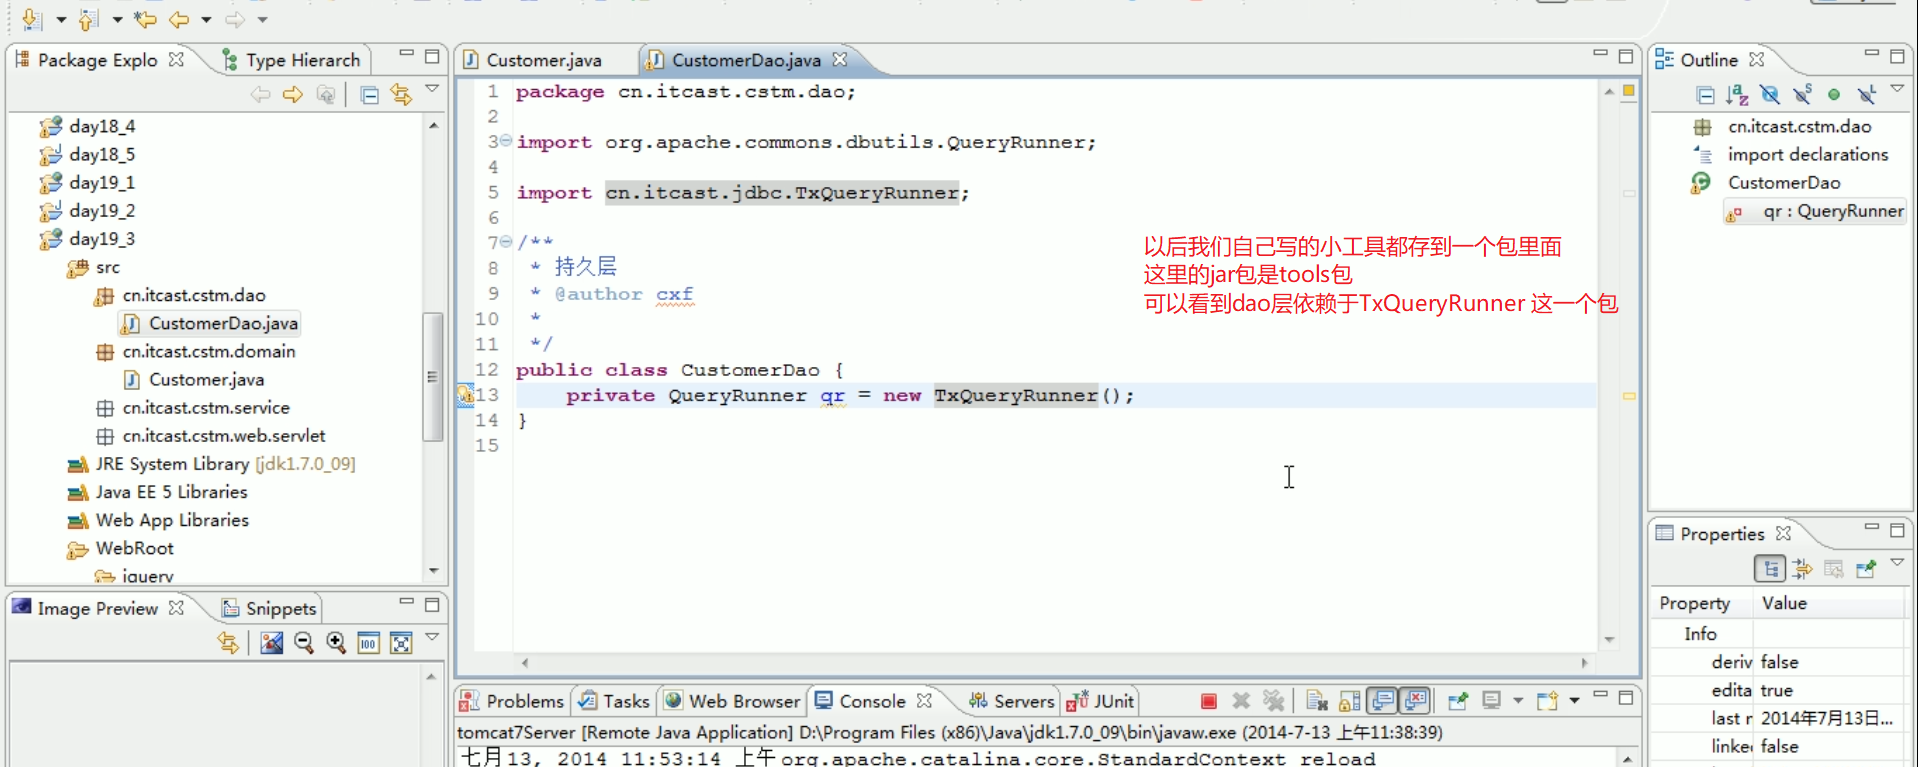 Package Explo
Type Hierarch
day18_4
day18_5
day19_1
day19_2
day19_3
src
cn.itcast.cstm.dao
CustomerDao.java
cn.itcast.cstm.domain
Customer.java
cn.itcast.cstm.service
cn.itcast.cstm.web.servlet
JRE System Library [jdk1.7.0_09]
Java EE 5 Libraries
Web App Libraries
WebRoot
jquery
Image Preview
Snippets
Customer.java
CustomerDao.java
1 package cn.itcast.cstm.dao;
2
3 import org.apache.commons.dbutils.QueryRunner;
4
5 import cn.itcast.jdbc.TxQueryRunner;
6
7 /**
8  * 持久层
9  * @author cxf
10  *
11  */
12 public class CustomerDao {
13     private QueryRunner qr = new TxQueryRunner();
14 }
15
以后我们自己写的小工具都存到一个包里面
这里的jar包是tools包
可以看到dao层依赖于TxQueryRunner 这一个包
Problems
Tasks
Web Browser
Console
Servers
JUnit
tomcat7Server [Remote Java Application] D:\Program Files (x86)\Java\jdk1.7.0_09\bin\javaw.exe (2014-7-13 上午11:38:39)
七月 13, 2014 11:53:14 上午 org.apache.catalina.core.StandardContext reload
Outline
cn.itcast.cstm.dao
import declarations
CustomerDao
qr : QueryRunner
Properties
Property Value
Info
deriv false
edita true
last r 2014年7月13日...
linke false